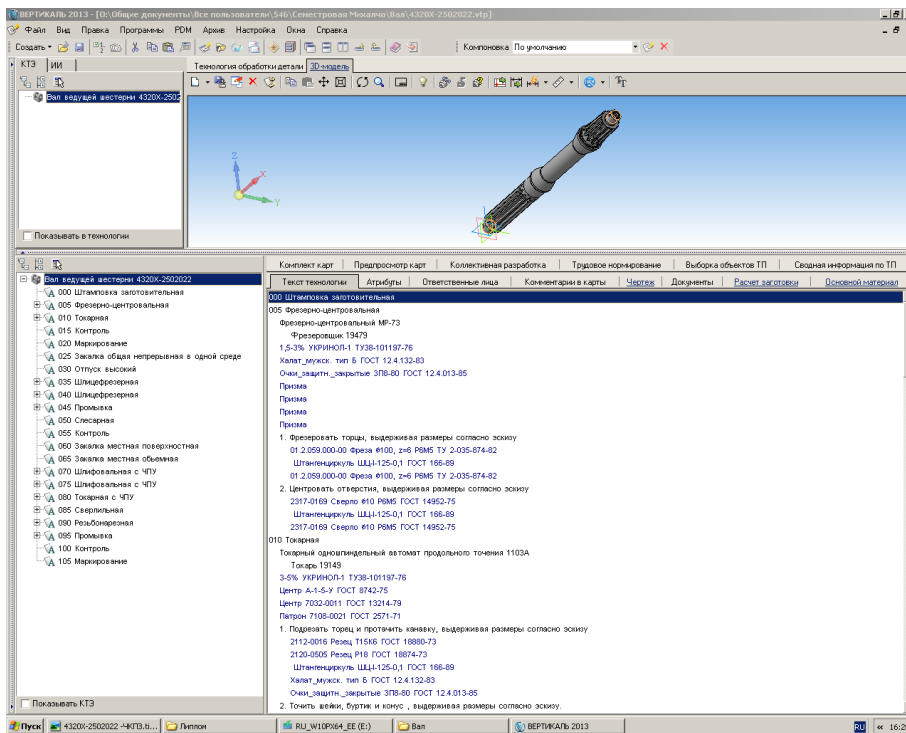 ВЕРТИКАЛЬ 2013 - [D:\Общие документы\Все пользователи\546\Семестровая Михалчо\Вал\4320Х-2502022.vtp]
Файл Вид Правка Программы PDM Архив Настройка Окна Справка
Создать Компоновка По умолчанию
КТЭ ИИ
Технология обработки детали 3D-модель
Вал ведущей шестерни 4320Х-2502
Z
X
Y
Показывать в технологии
Комплект карт Предпросмотр карт Коллективная разработка Трудовое нормирование Выборка объектов ТП Сводная информация по ТП
Текст технологии Атрибуты Ответственные лица Комментарии в карты Чертеж Документы Расчет заготовки Основной материал
Вал ведущей шестерни 4320Х-2502022
000 Штамповка заготовительная
005 Фрезерно-центровальная
010 Токарная
015 Контроль
020 Маркирование
025 Закалка общая непрерывная в одной среде
030 Отпуск высокий
035 Шлицефрезерная
040 Шлицефрезерная
045 Промывка
050 Слесарная
055 Контроль
060 Закалка местная поверхностная
065 Закалка местная объемная
070 Шлифовальная с ЧПУ
075 Шлифовальная с ЧПУ
080 Токарная с ЧПУ
085 Сверлильная
090 Резьбонарезная
095 Промывка
100 Контроль
105 Маркирование
Показывать КТЭ
000 Штамповка заготовительная
005 Фрезерно-центровальная
Фрезерно-центровальный МР-73
Фрезеровщик 19479
1,5-3% УКРИНОЛ-1 ТУ38-101197-76
Халат_мужск. тип Б ГОСТ 12.4.132-83
Очки_защитн._закрытые ЗП8-80 ГОСТ 12.4.013-85
Призма
Призма
Призма
Призма
1. Фрезеровать торцы, выдерживая размеры согласно эскизу
01.2.059.000-00 Фреза ø100, z=6 Р6М5 ТУ 2-035-874-82
Штангенциркуль ШЦ-I-125-0,1 ГОСТ 166-89
01.2.059.000-00 Фреза ø100, z=6 Р6М5 ТУ 2-035-874-82
2. Центровать отверстия, выдерживая размеры согласно эскизу
2317-0169 Сверло ø10 Р6М5 ГОСТ 14952-75
Штангенциркуль ШЦ-I-125-0,1 ГОСТ 166-89
2317-0169 Сверло ø10 Р6М5 ГОСТ 14952-75
010 Токарная
Токарный одношпиндельный автомат продольного точения 1103А
Токарь 19149
3-5% УКРИНОЛ-1 ТУ38-101197-76
Центр А-1-5-У ГОСТ 8742-75
Центр 7032-0011 ГОСТ 13214-79
Патрон 7108-0021 ГОСТ 2571-71
1. Подрезать торец и проточить канавку, выдерживая размеры согласно эскизу
2112-0016 Резец Т15К6 ГОСТ 18880-73
2120-0505 Резец Р18 ГОСТ 18874-73
Штангенциркуль ШЦ-I-125-0,1 ГОСТ 166-89
Халат_мужск. тип Б ГОСТ 12.4.132-83
Очки_защитн._закрытые ЗП8-80 ГОСТ 12.4.013-85
2. Точить шейки, буртик и конус , выдерживая размеры согласно эскизу.
Пуск 4320Х-2502022 -ЧКПЗ.ti... Диплом RU_W10PX64_EE (E:) Вал ВЕРТИКАЛЬ 2013 RU « 16:2